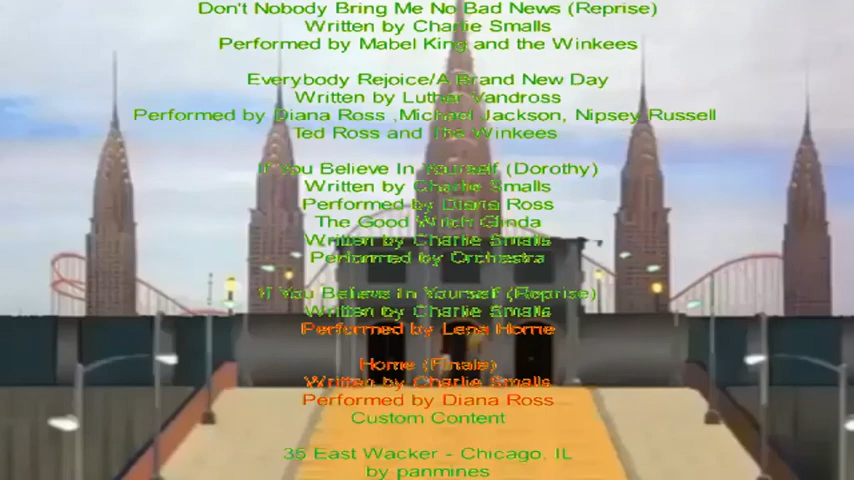 Don't Nobody Bring Me No Bad News (Reprise)
Written by Charlie Smalls
Performed by Mabel King and the Winkees
Everybody Rejoice/A Brand New Day
Written by Luther Vandross
Performed by Diana Ross ,Michael Jackson, Nipsey Russell
Ted Ross and The Winkees
If You Believe In Yourself (Dorothy)
Written by Charlie Smalls
Performed by Diana Ross
The Good Witch Glinda
Written by Charlie Smalls
Performed by Orchestra
If You Believe In Yourself (Reprise)
Written by Charlie Smalls
Performed by Lena Horne
Home (Finale)
Written by Charlie Smalls
Performed by Diana Ross
Custom Content
35 East Wacker - Chicago, IL
by panmines